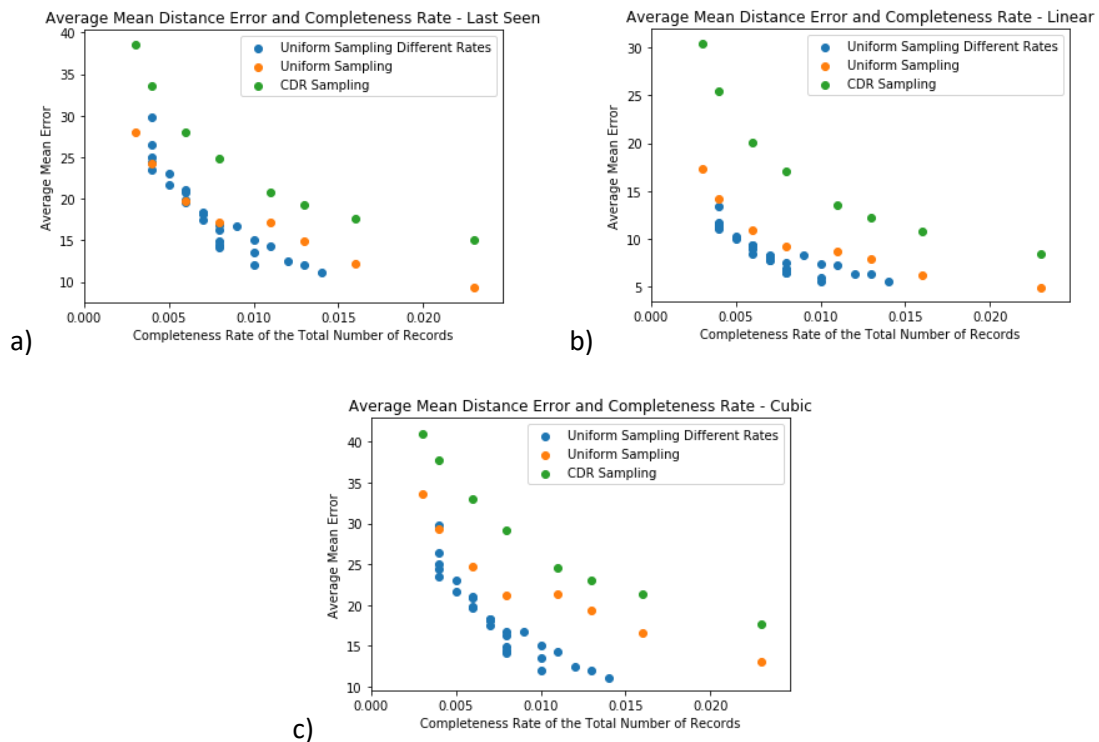 Average Mean Distance Error and Completeness Rate - Last Seen
40
35
30
25
20
15
10
Average Mean Error
Uniform Sampling Different Rates
Uniform Sampling
CDR Sampling
0.000 0.005 0.010 0.015 0.020
Completeness Rate of the Total Number of Records
a)
Average Mean Distance Error and Completeness Rate - Linear
30
25
20
15
10
5
Average Mean Error
Uniform Sampling Different Rates
Uniform Sampling
CDR Sampling
0.000 0.005 0.010 0.015 0.020
Completeness Rate of the Total Number of Records
b)
Average Mean Distance Error and Completeness Rate - Cubic
40
35
30
25
20
15
10
Average Mean Error
Uniform Sampling Different Rates
Uniform Sampling
CDR Sampling
0.000 0.005 0.010 0.015 0.020
Completeness Rate of the Total Number of Records
c)